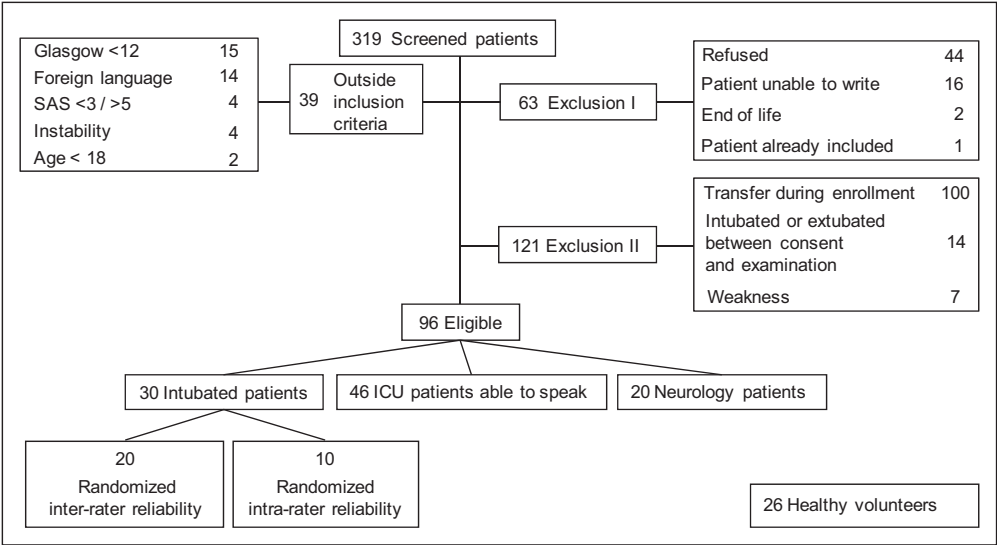 319 Screened patients
Glasgow <12 15
Foreign language 14
SAS <3 / >5 4
Instability 4
Age < 18 2
39 Outside
inclusion
criteria
63 Exclusion I
Refused 44
Patient unable to write 16
End of life 2
Patient already included 1
121 Exclusion II
Transfer during enrollment 100
Intubated or extubated
between consent 14
and examination
Weakness 7
96 Eligible
30 Intubated patients
46 ICU patients able to speak
20 Neurology patients
20
Randomized
inter-rater reliability
10
Randomized
intra-rater reliability
26 Healthy volunteers